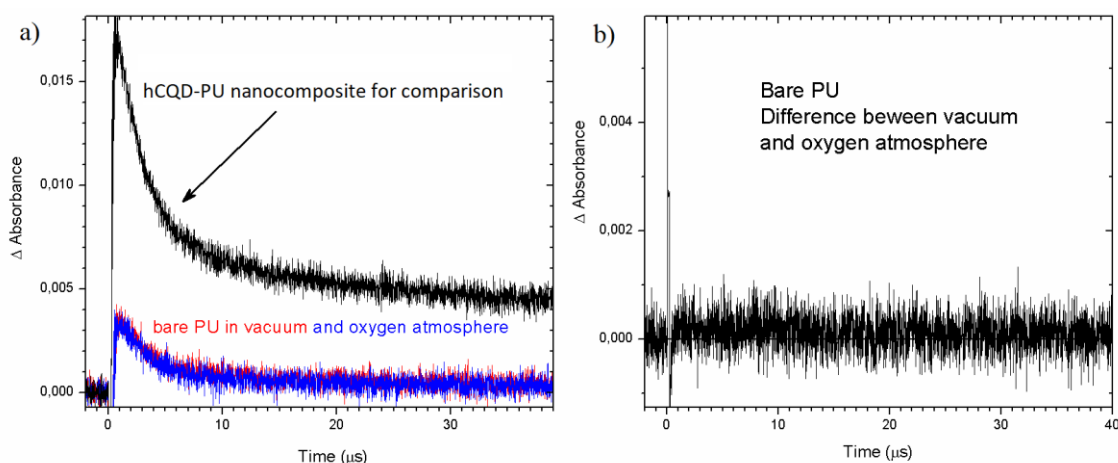 a)
0,015
0,010
0,005
0,000
Δ Absorbance
hCQD-PU nanocomposite for comparison
bare PU in vacuum and oxygen atmosphere
0
10
20
30
Time (μs)
b)
0,004
0,002
0,000
Δ Absorbance
Bare PU
Difference beween vacuum
and oxygen atmosphere
0
10
20
30
40
Time (μs)